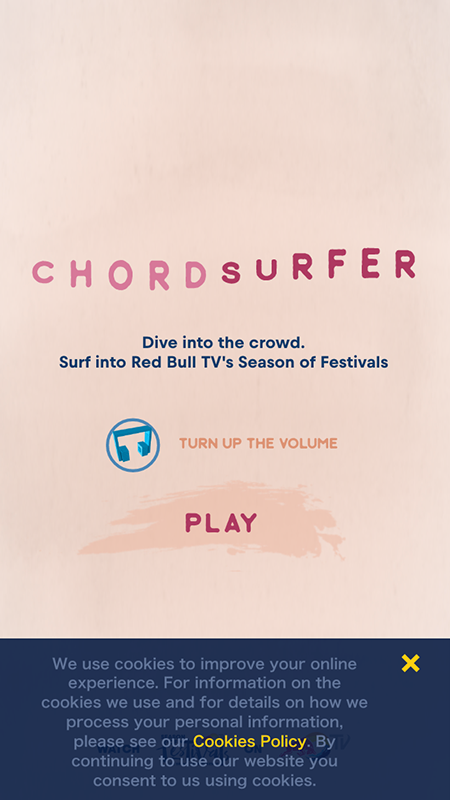 CHORDSURFER
Dive into the crowd.
Surf into Red Bull TV's Season of Festivals
TURN UP THE VOLUME
PLAY
We use cookies to improve your online
experience. For information on the
cookies we use and for details on how we
process your personal information,
please see our Cookies Policy. By
continuing to use our website you
consent to us using cookies.